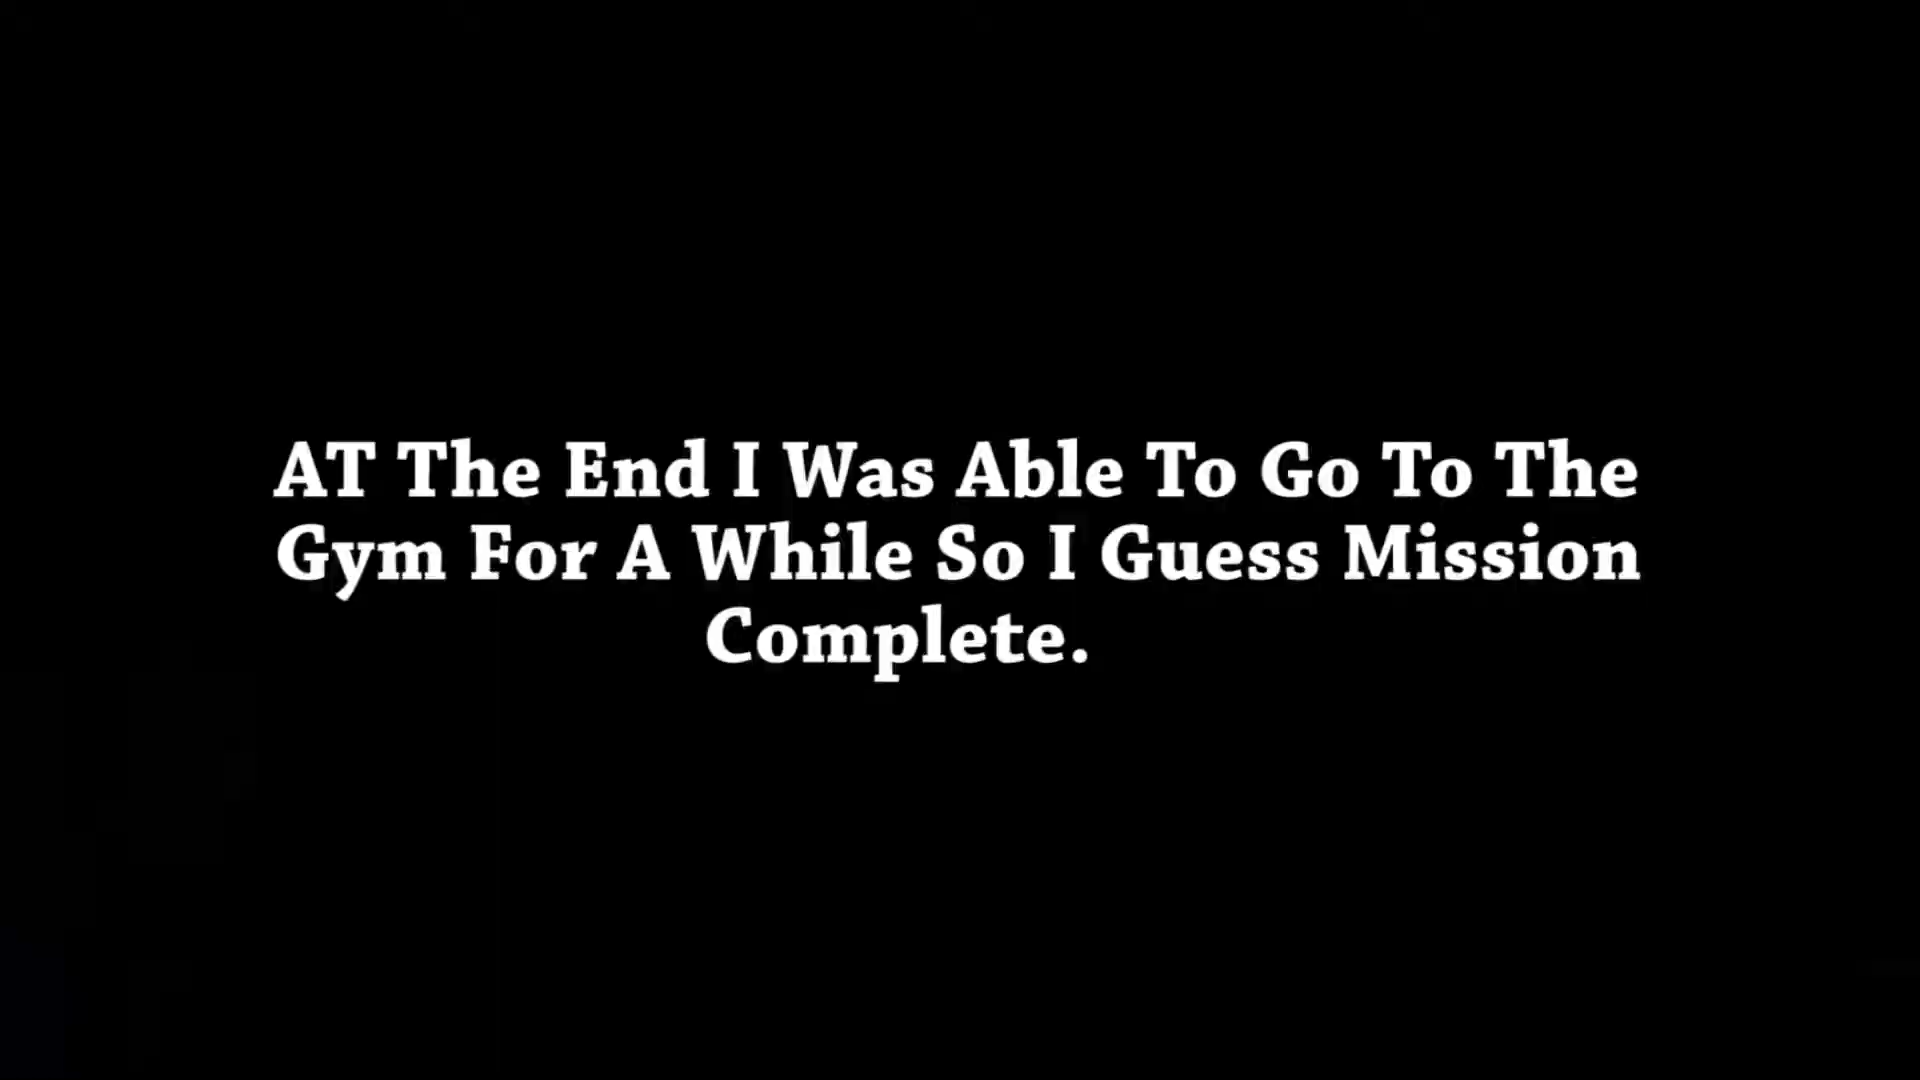 AT The End I Was Able To Go To The
Gym For A While So I Guess Mission
Complete.